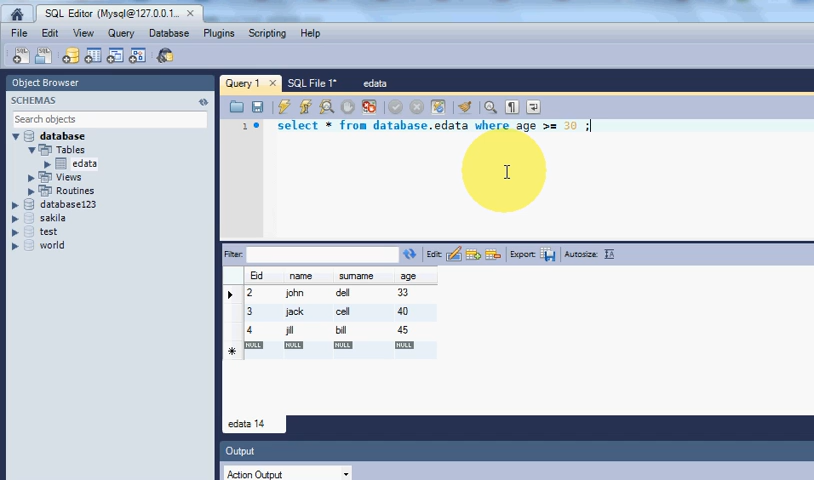 SQL Editor (Mysql@127.0.0.1...
File Edit View Query Database Plugins Scripting Help
Object Browser
SCHEMAS
Search objects
database
Tables
edata
Views
Routines
database123
sakila
test
world
Query 1 SQL File 1* edata
1 select * from database.edata where age >= 30 ;
Filter: Edit: Export: Autosize:
Eid name surname age
2 john dell 33
3 jack cell 40
4 jill bill 45
NULL NULL NULL NULL
edata 14
Output
Action Output